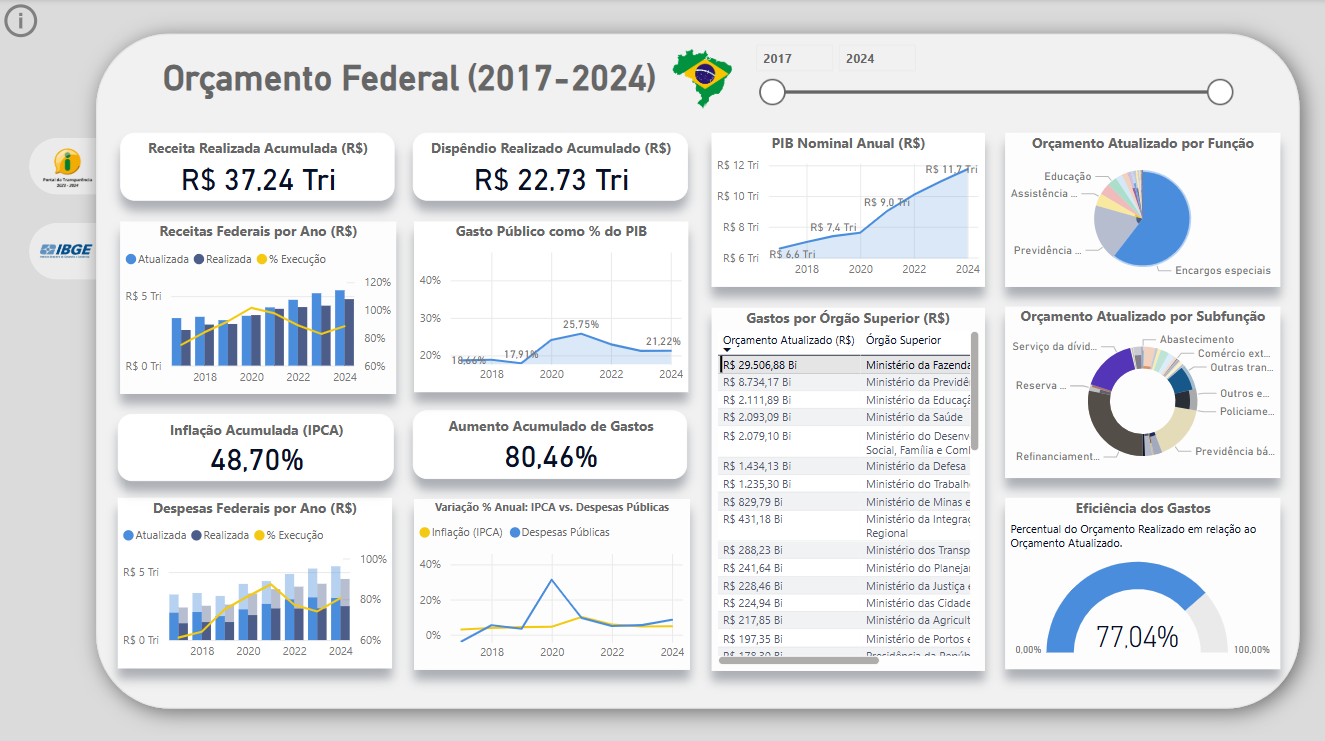 Orçamento Federal (2017-2024)
2017
2024
Portal da Transparência
IBGE
Receita Realizada Acumulada (R$)
R$ 37,24 Tri
Dispêndio Realizado Acumulado (R$)
R$ 22,73 Tri
Receitas Federais por Ano (R$)
Atualizada Realizada % Execução
120%
R$ 5 Tri
100%
80%
R$ 0 Tri
60%
2018 2020 2022 2024
Gasto Público como % do PIB
40%
30%
20%
18,66%
17,91%
25,75%
21,22%
2018 2020 2022 2024
Inflação Acumulada (IPCA)
48,70%
Aumento Acumulado de Gastos
80,46%
Despesas Federais por Ano (R$)
Atualizada Realizada % Execução
100%
R$ 5 Tri
80%
R$ 0 Tri
60%
2018 2020 2022 2024
Variação % Anual: IPCA vs. Despesas Públicas
Inflação (IPCA) Despesas Públicas
40%
20%
0%
2018 2020 2022 2024
PIB Nominal Anual (R$)
R$ 12 Tri
R$ 10 Tri
R$ 8 Tri
R$ 6 Tri
R$ 6,6 Tri
R$ 7,4 Tri
R$ 9,0 Tri
R$ 11,7 Tri
2018 2020 2022 2024
Gastos por Órgão Superior (R$)
Orçamento Atualizado (R$) Órgão Superior
R$ 29.506,88 Bi Ministério da Fazenda
R$ 8.734,17 Bi Ministério da Previdê
R$ 2.111,89 Bi Ministério da Educaçã
R$ 2.093,09 Bi Ministério da Saúde
R$ 2.079,10 Bi Ministério do Desenv
Social, Família e Comb
R$ 1.434,13 Bi Ministério da Defesa
R$ 1.235,30 Bi Ministério do Trabalh
R$ 829,79 Bi Ministério de Minas e
R$ 431,18 Bi Ministério da Integraç
Regional
R$ 288,23 Bi Ministério dos Transp
R$ 241,64 Bi Ministério do Planejar
R$ 228,46 Bi Ministério da Justiça e
R$ 224,94 Bi Ministério das Cidade
R$ 217,85 Bi Ministério da Agricult
R$ 197,35 Bi Ministério de Portos e
R$ 178,30 Bi Presidência da Repúb
Orçamento Atualizado por Função
Educação
Assistência ...
Previdência ...
Encargos especiais
Orçamento Atualizado por Subfunção
Serviço da dívid...
Reserva ...
Refinanciament...
Abastecimento
Comércio ext...
Outras tran...
Outros e...
Policiame...
Previdência bá...
Eficiência dos Gastos
Percentual do Orçamento Realizado em relação ao
Orçamento Atualizado.
77,04%
0,00%
100,00%